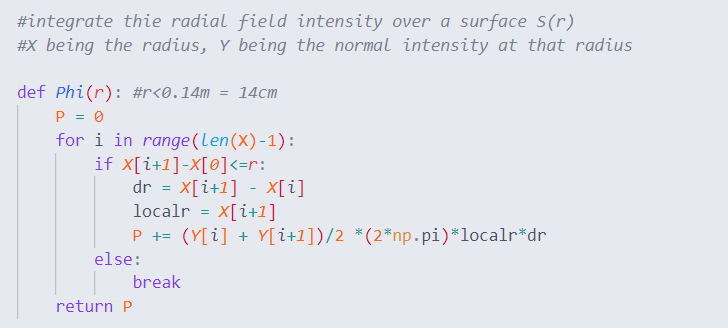 #integrate thie radial field intensity over a surface S(r)
#X being the radius, Y being the normal intensity at that radius
def Phi(r): #r<0.14m = 14cm
P = 0
for i in range(len(X)-1):
if X[i+1]-X[0]<=r:
dr = X[i+1] - X[i]
localr = X[i+1]
P += (Y[i] + Y[i+1])/2 *(2*np.pi)*localr*dr
else:
break
return P